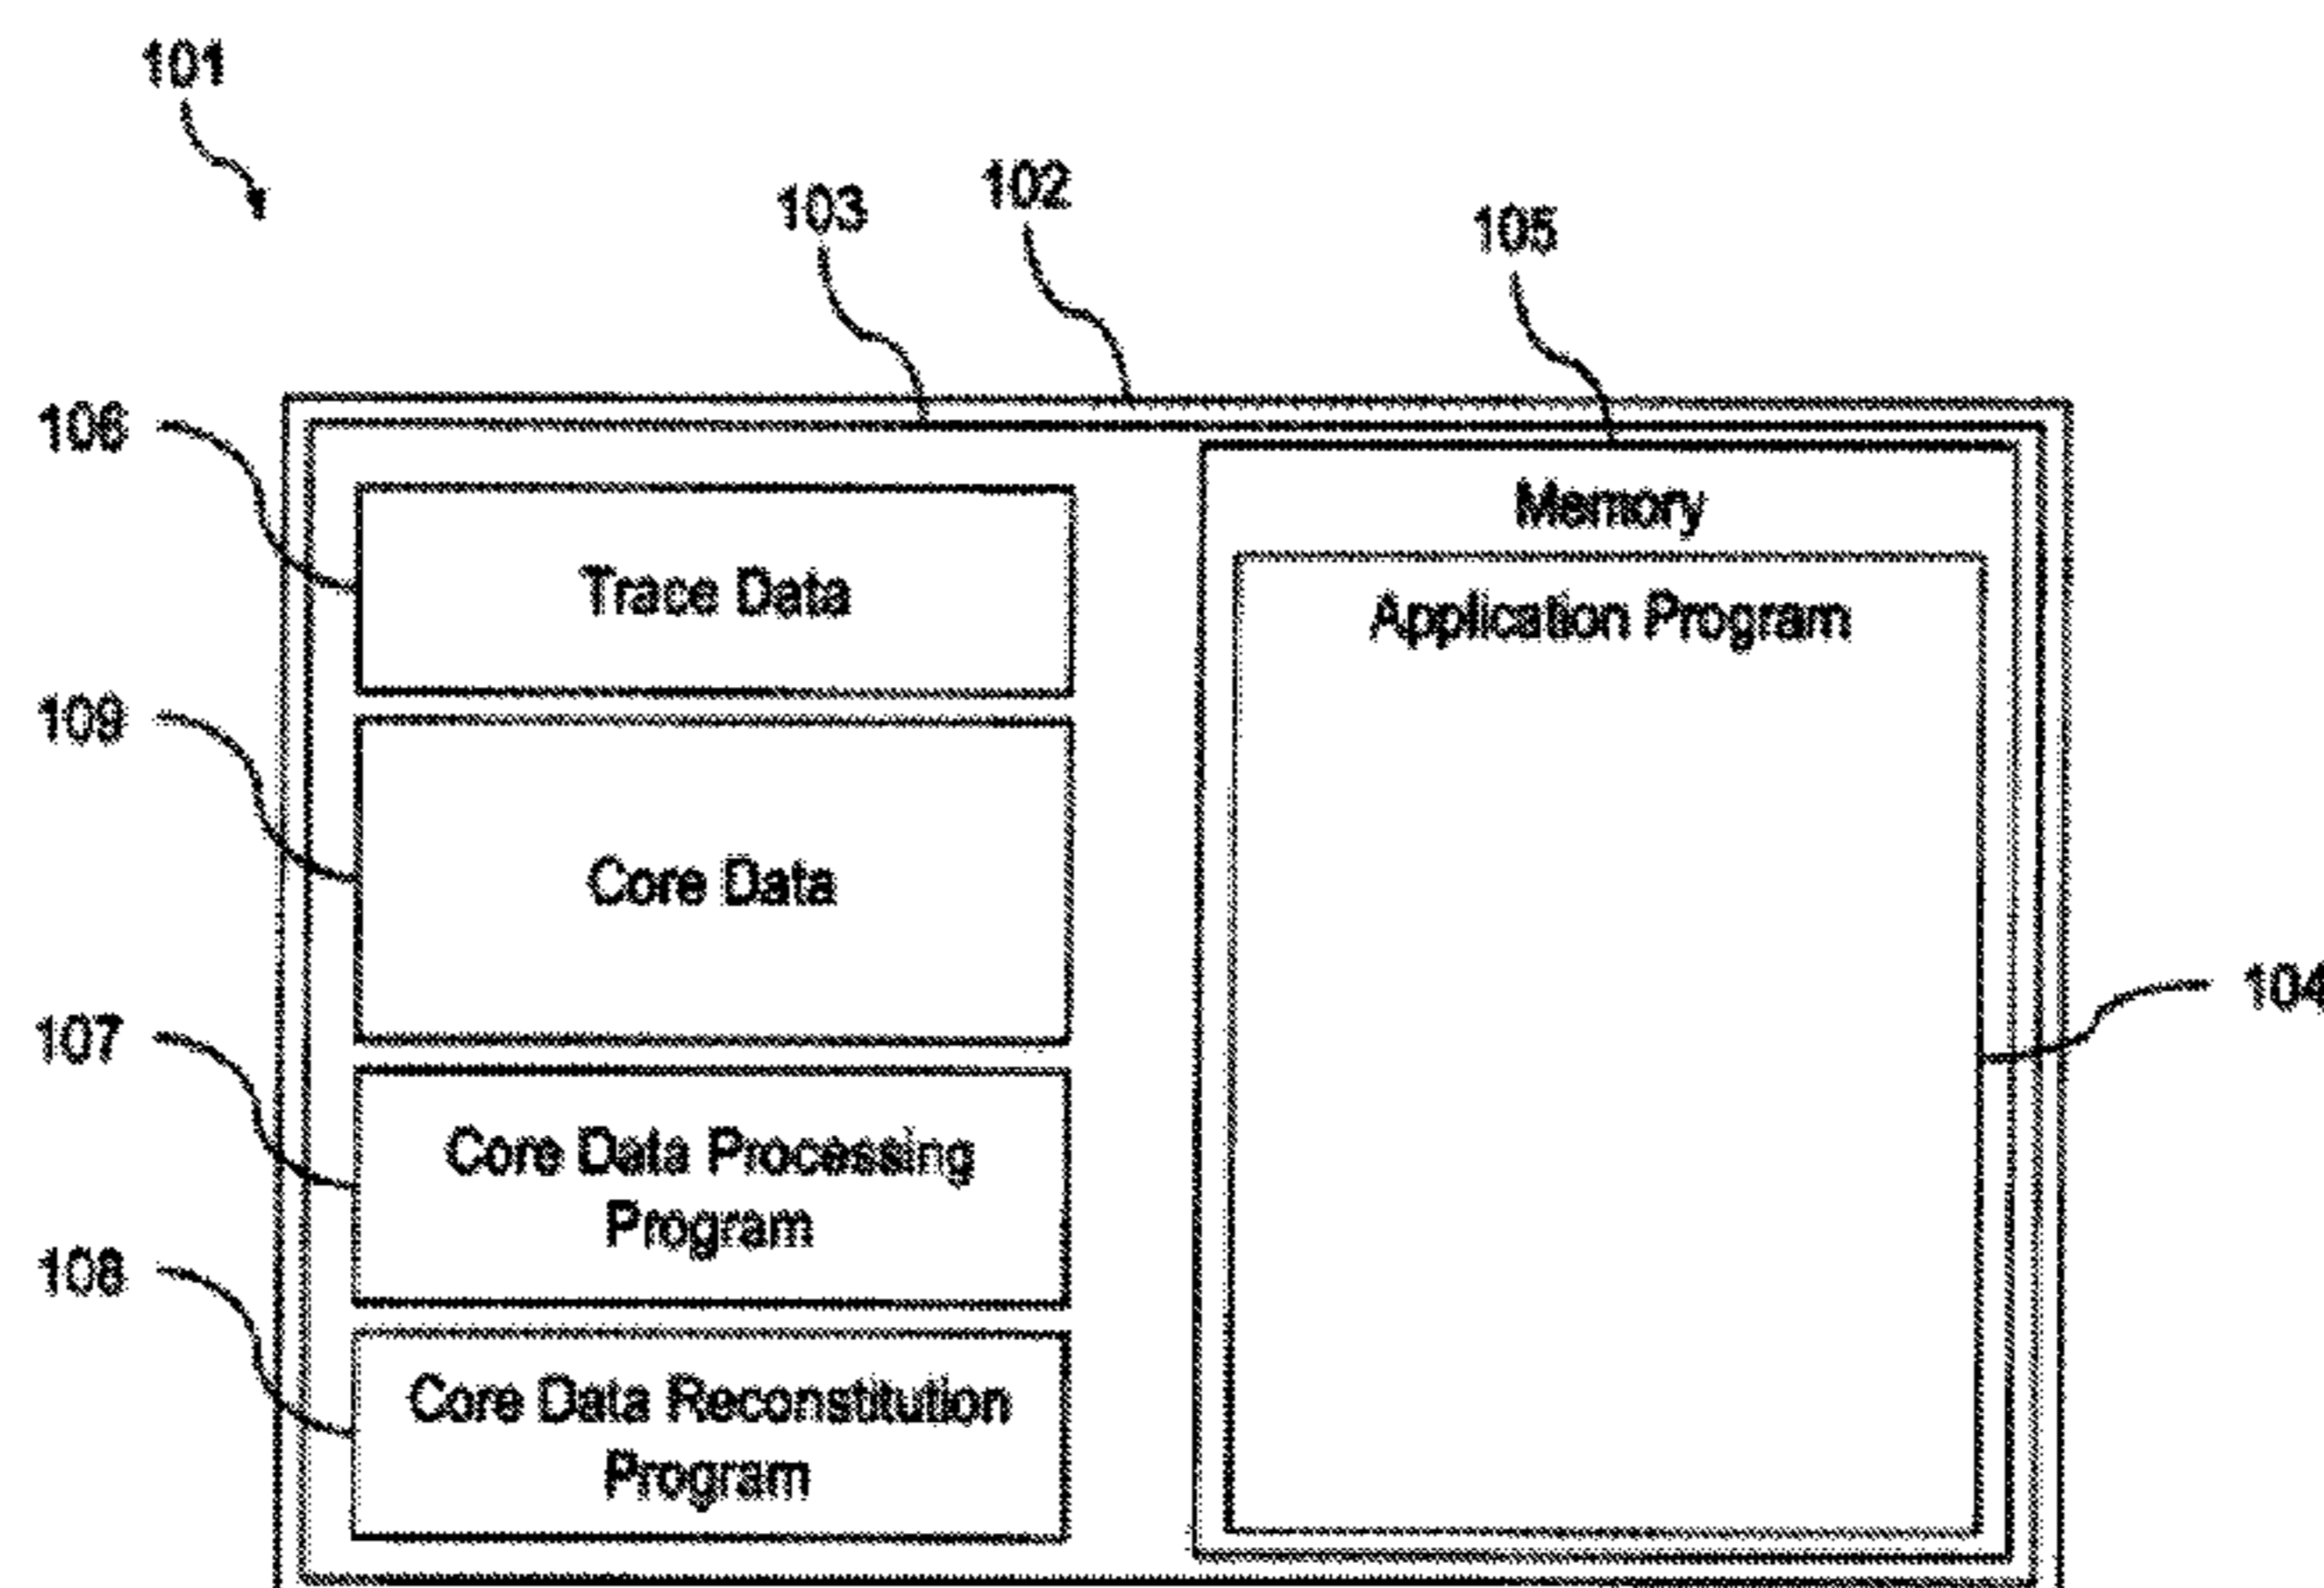 101
103
102
105
106
Memory
Trace Data
Application Program
109
Core Data
104
107
Core Data Processing
Program
108
Core Data Reconstitution
Program